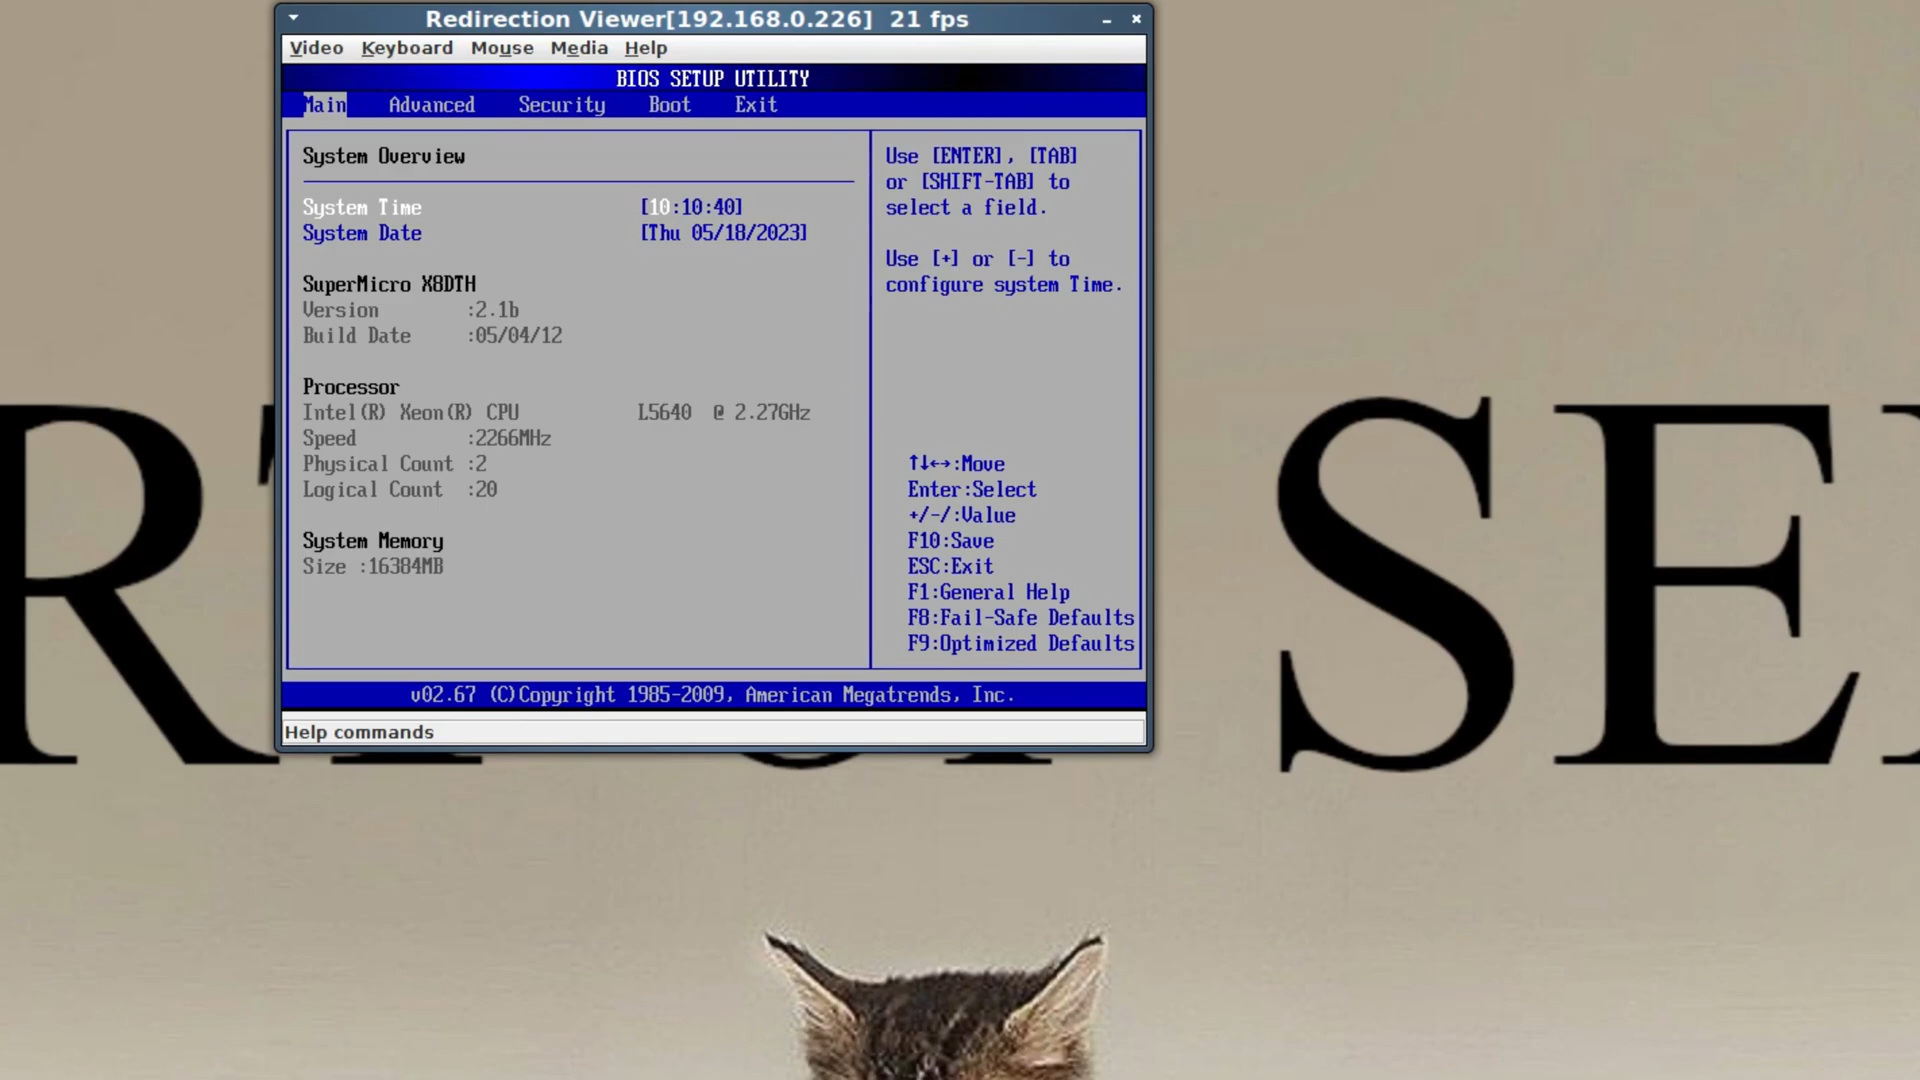 Redirection Viewer[192.168.0.226] 21 fps
Video Keyboard Mouse Media Help
BIOS SETUP UTILITY
Main Advanced Security Boot Exit
System Overview
System Time [10:10:40]
System Date [Thu 05/18/2023]
SuperMicro X8DTH
Version :2.1b
Build Date :05/04/12
Processor
Intel(R) Xeon(R) CPU L5640 @ 2.27GHz
Speed :2266MHz
Physical Count :2
Logical Count :20
System Memory
Size :16384MB
Use [ENTER], [TAB]
or [SHIFT-TAB] to
select a field.
Use [+] or [-] to
configure system Time.
↑↓↔:Move
Enter:Select
+/-/:Value
F10:Save
ESC:Exit
F1:General Help
F8:Fail-Safe Defaults
F9:Optimized Defaults
v02.67 (C)Copyright 1985-2009, American Megatrends, Inc.
Help commands